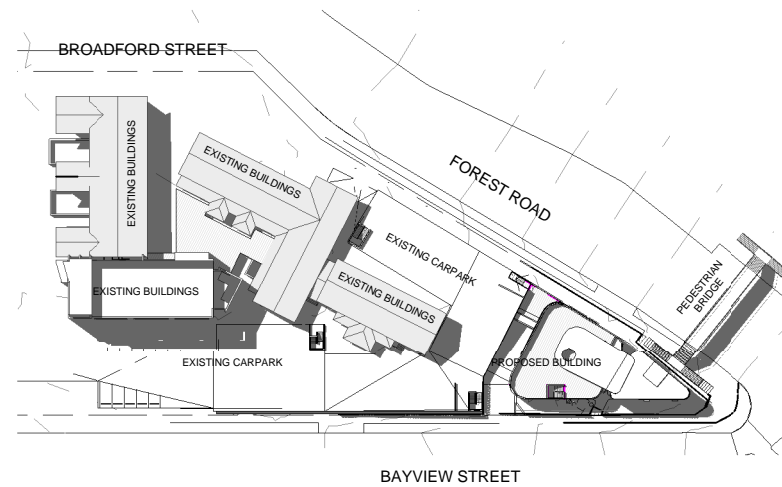 BROADFORD STREET
EXISTING BUILDINGS
EXISTING BUILDINGS
FOREST ROAD
EXISTING CARPARK
PEDESTRIAN
BRIDGE
EXISTING BUILDINGS
EXISTING BUILDINGS
EXISTING CARPARK
PROPOSED BUILDING
BAYVIEW STREET